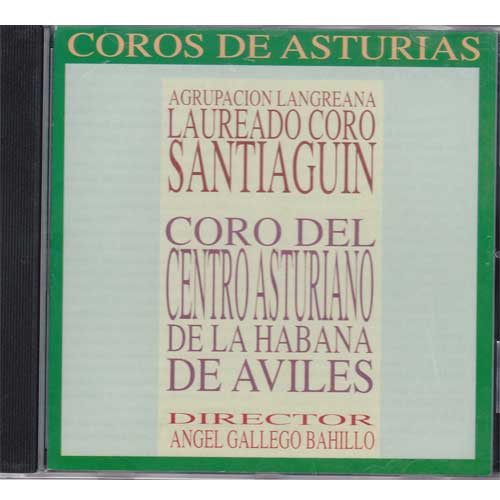 COROS DE ASTURIAS
AGRUPACION LANGREANA
LAUREADO CORO
SANTIAGUIN
CORO DEL
CENTRO ASTURIANO
DE LA HABANA
DE AVILES
DIRECTOR
ANGEL GALLEGO BAHILLO